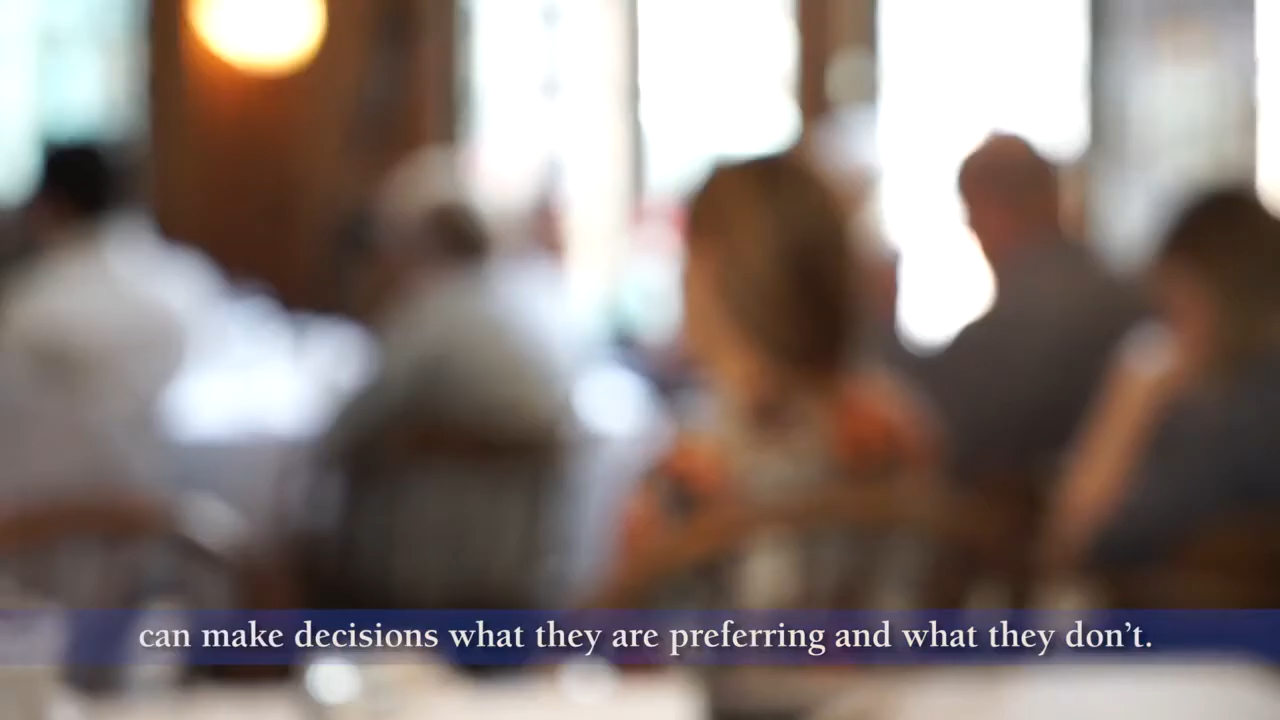 can make decisions what they are preferring and what they don't.